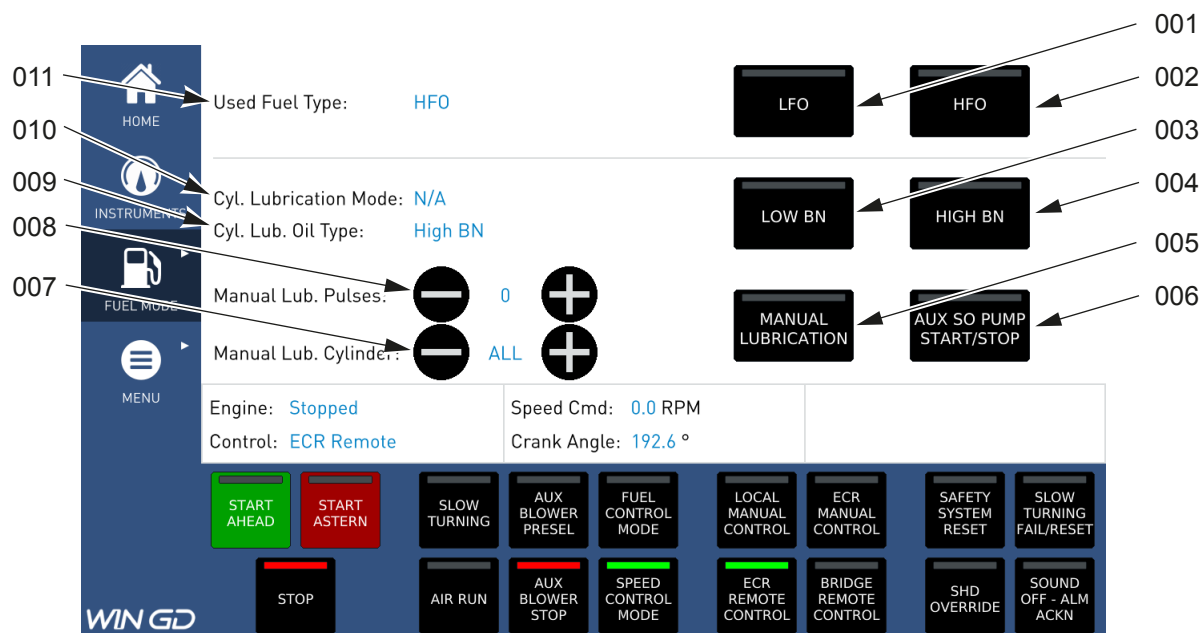 001
011
002
HOME
Used Fuel Type: HFO
LFO
HFO
010
003
009
INSTRUMENTS
Cyl. Lubrication Mode: N/A
Cyl. Lub. Oil Type: High BN
LOW BN
HIGH BN
004
008
005
FUEL MODE
Manual Lub. Pulses: 0
007
006
Manual Lub. Cylinder: ALL
MANUAL
LUBRICATION
AUX SO PUMP
START/STOP
MENU
Engine: Stopped
Control: ECR Remote
Speed Cmd: 0.0 RPM
Crank Angle: 192.6 °
START
AHEAD
START
ASTERN
SLOW
TURNING
AUX
BLOWER
PRESEL
FUEL
CONTROL
MODE
LOCAL
MANUAL
CONTROL
ECR
MANUAL
CONTROL
SAFETY
SYSTEM
RESET
SLOW
TURNING
FAIL/RESET
STOP
AIR RUN
AUX
BLOWER
STOP
SPEED
CONTROL
MODE
ECR
REMOTE
CONTROL
BRIDGE
REMOTE
CONTROL
SHD
OVERRIDE
SOUND
OFF - ALM
ACKN
WIN GD